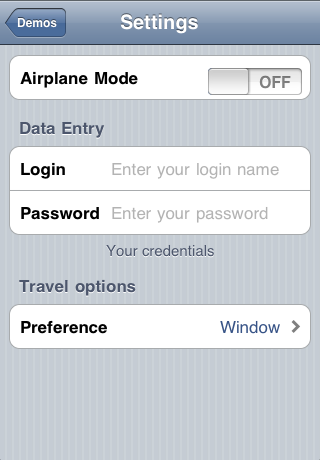 Demos Settings
Airplane Mode OFF
Data Entry
Login Enter your login name
Password Enter your password
Your credentials
Travel options
Preference Window